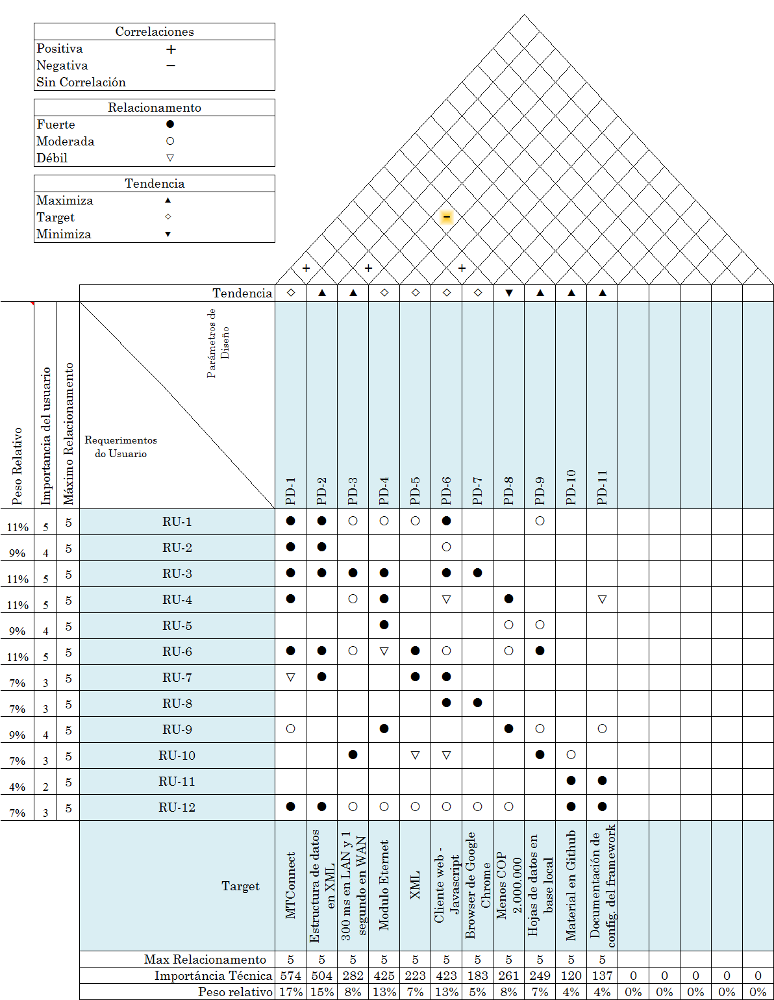 Correlaciones
Positiva +
Negativa −
Sin Correlación
Relacionamento
Fuerte ●
Moderada ○
Débil ▽
Tendencia
Maximiza ▲
Target ◇
Minimiza ▼
−
+ + +
Tendencia ◇ ▲ ▲ ◇ ◇ ◇ ◇ ▼ ▲ ▲ ▲
Peso Relativo
Importancia del usuario
Máximo Relacionamento
Parámetros de
Diseño
Requerimentos
do Usuario
PD-1 PD-2 PD-3 PD-4 PD-5 PD-6 PD-7 PD-8 PD-9 PD-10 PD-11
11% 5 5 RU-1 ● ● ○ ○ ○ ● ○
9% 4 5 RU-2 ● ● ○
11% 5 5 RU-3 ● ● ● ● ● ●
11% 5 5 RU-4 ● ○ ● ▽ ● ▽
9% 4 5 RU-5 ● ○ ○
11% 5 5 RU-6 ● ● ○ ▽ ● ○ ○ ●
7% 3 5 RU-7 ▽ ● ● ●
7% 3 5 RU-8 ● ●
9% 4 5 RU-9 ○ ● ● ○ ○
7% 3 5 RU-10 ● ▽ ▽ ● ○
4% 2 5 RU-11 ● ●
7% 3 5 RU-12 ● ● ○ ○ ○ ○ ○ ○ ● ●
Target
MTConnect
Estructura de datos
en XML
300 ms en LAN y 1
segundo en WAN
Modulo Eternet
XML
Cliente web -
Javascript
Browser de Google
Chrome
Menos COP
2.000.000
Hojas de datos en
base local
Material en Github
Documentación de
config. del framework
Max Relacionamento 5 5 5 5 5 5 5 5 5 5 5
Importáncia Técnica 574 504 282 425 223 423 183 261 249 120 137 0 0 0 0 0
Peso relativo 17% 15% 8% 13% 7% 13% 5% 8% 7% 4% 4% 0% 0% 0% 0% 0%